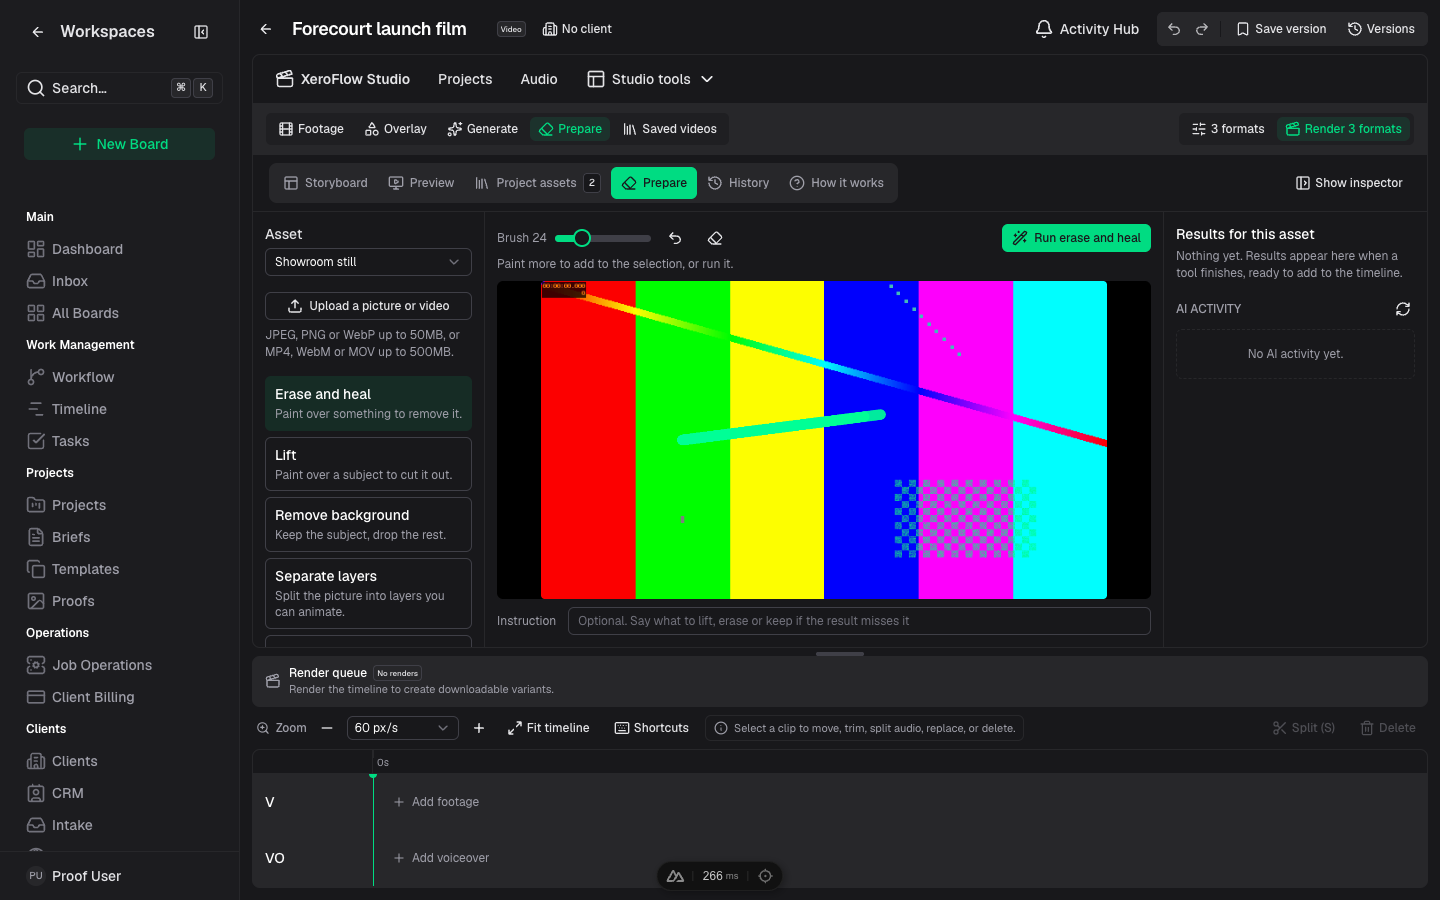 Workspaces
Search...
⌘ K
New Board
Main
Dashboard
Inbox
All Boards
Work Management
Workflow
Timeline
Tasks
Projects
Projects
Briefs
Templates
Proofs
Operations
Job Operations
Client Billing
Clients
Clients
CRM
Intake
PU Proof User
Forecourt launch film Video No client
Activity Hub Save version Versions
XeroFlow Studio Projects Audio Studio tools
Footage Overlay Generate Prepare Saved videos
3 formats Render 3 formats
Storyboard Preview Project assets 2 Prepare History How it works
Show inspector
Asset
Showroom still
Upload a picture or video
JPEG, PNG or WebP up to 50MB, or
MP4, WebM or MOV up to 500MB.
Erase and heal
Paint over something to remove it.
Lift
Paint over a subject to cut it out.
Remove background
Keep the subject, drop the rest.
Separate layers
Split the picture into layers you
can animate.
Brush 24
Run erase and heal
Paint more to add to the selection, or run it.
00:00:00.000
0
Instruction Optional. Say what to lift, erase or keep if the result misses it
Results for this asset
Nothing yet. Results appear here when a
tool finishes, ready to add to the timeline.
AI ACTIVITY
No AI activity yet.
Render queue No renders
Render the timeline to create downloadable variants.
Zoom 60 px/s Fit timeline Shortcuts Select a clip to move, trim, split audio, replace, or delete. Split (S) Delete
0s
V Add footage
VO Add voiceover
266 ms